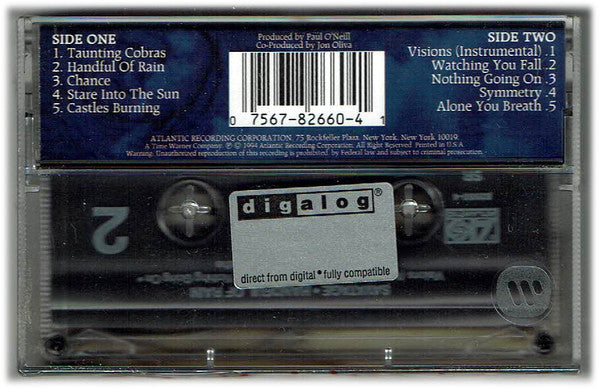 Produced by Paul O'Neill
Co-Produced by Jon Oliva
SIDE ONE
1. Taunting Cobras
2. Handful Of Rain
3. Chance
4. Stare Into The Sun
5. Castles Burning
SIDE TWO
Visions (Instrumental) .1
Watching You Fall .2
Nothing Going On .3
Symmetry .4
Alone You Breath .5
0 7567-82660-4 1
ATLANTIC RECORDING CORPORATION, 75 Rockfeller Plaza, New York, New York, 10019.
A Time Warner Company. ℗ © 1994 Atlantic Recording Corporation. All Rights Reserved. Printed in U.S.A.
Warning: Unauthorized reproduction of this recording is prohibited by Federal law and subject to criminal prosecution.
digalog®
direct from digital • fully compatible
2